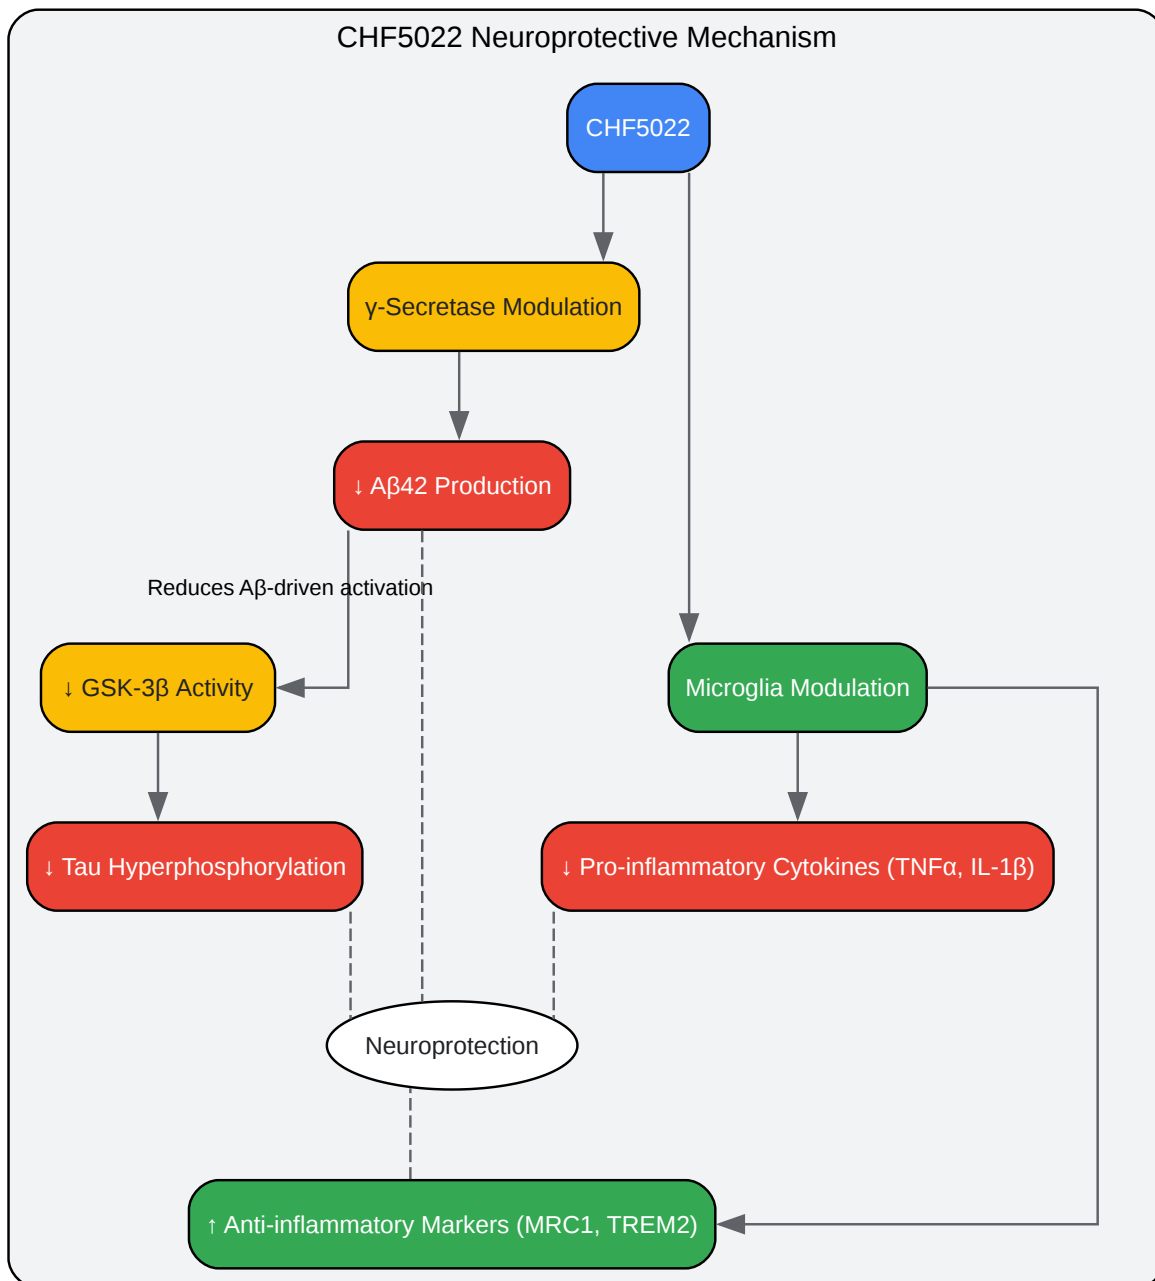 CHF5022 Neuroprotective Mechanism
CHF5022
γ-Secretase Modulation
↓ Aβ42 Production
Reduces Aβ-driven activation
↓ GSK-3β Activity
Microglia Modulation
↓ Tau Hyperphosphorylation
↓ Pro-inflammatory Cytokines (TNFα, IL-1β)
Neuroprotection
↑ Anti-inflammatory Markers (MRC1, TREM2)